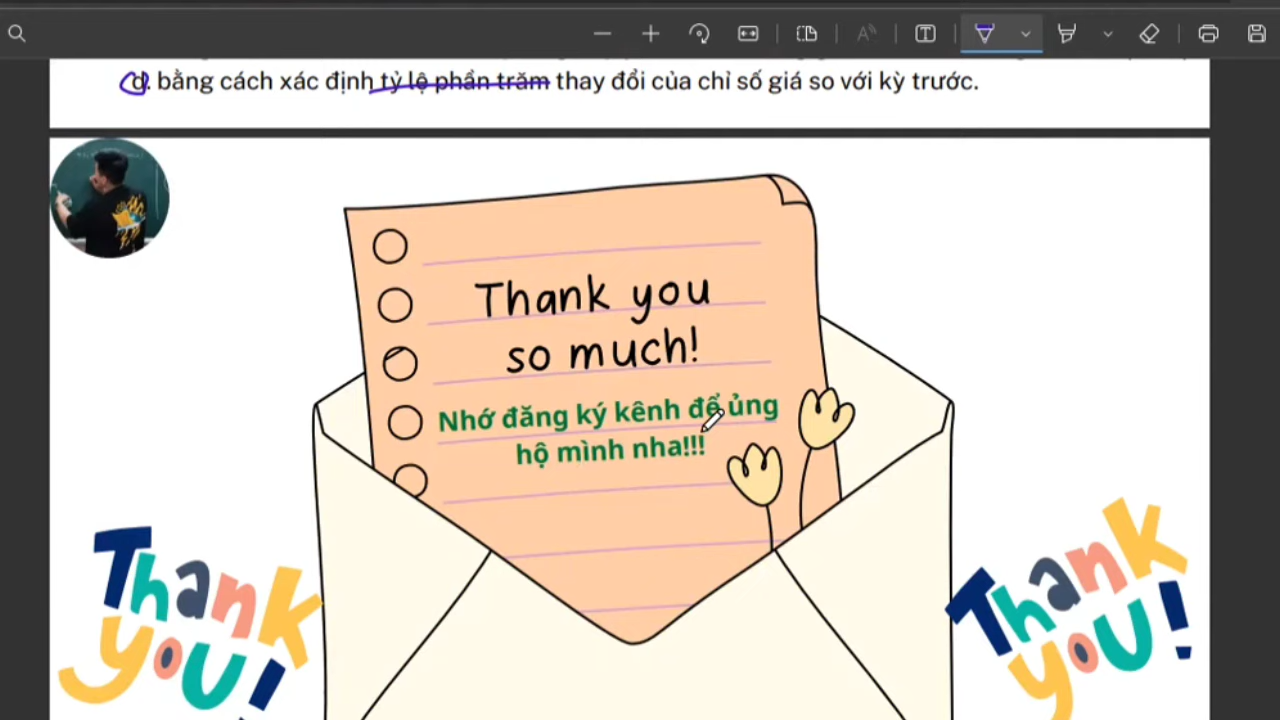 d. bằng cách xác định tỷ lệ phần trăm thay đổi của chỉ số giá so với kỳ trước.
Thank you
so much!
Nhớ đăng ký kênh để ủng
hộ mình nha!!!
Thank
you!
Thank
you!